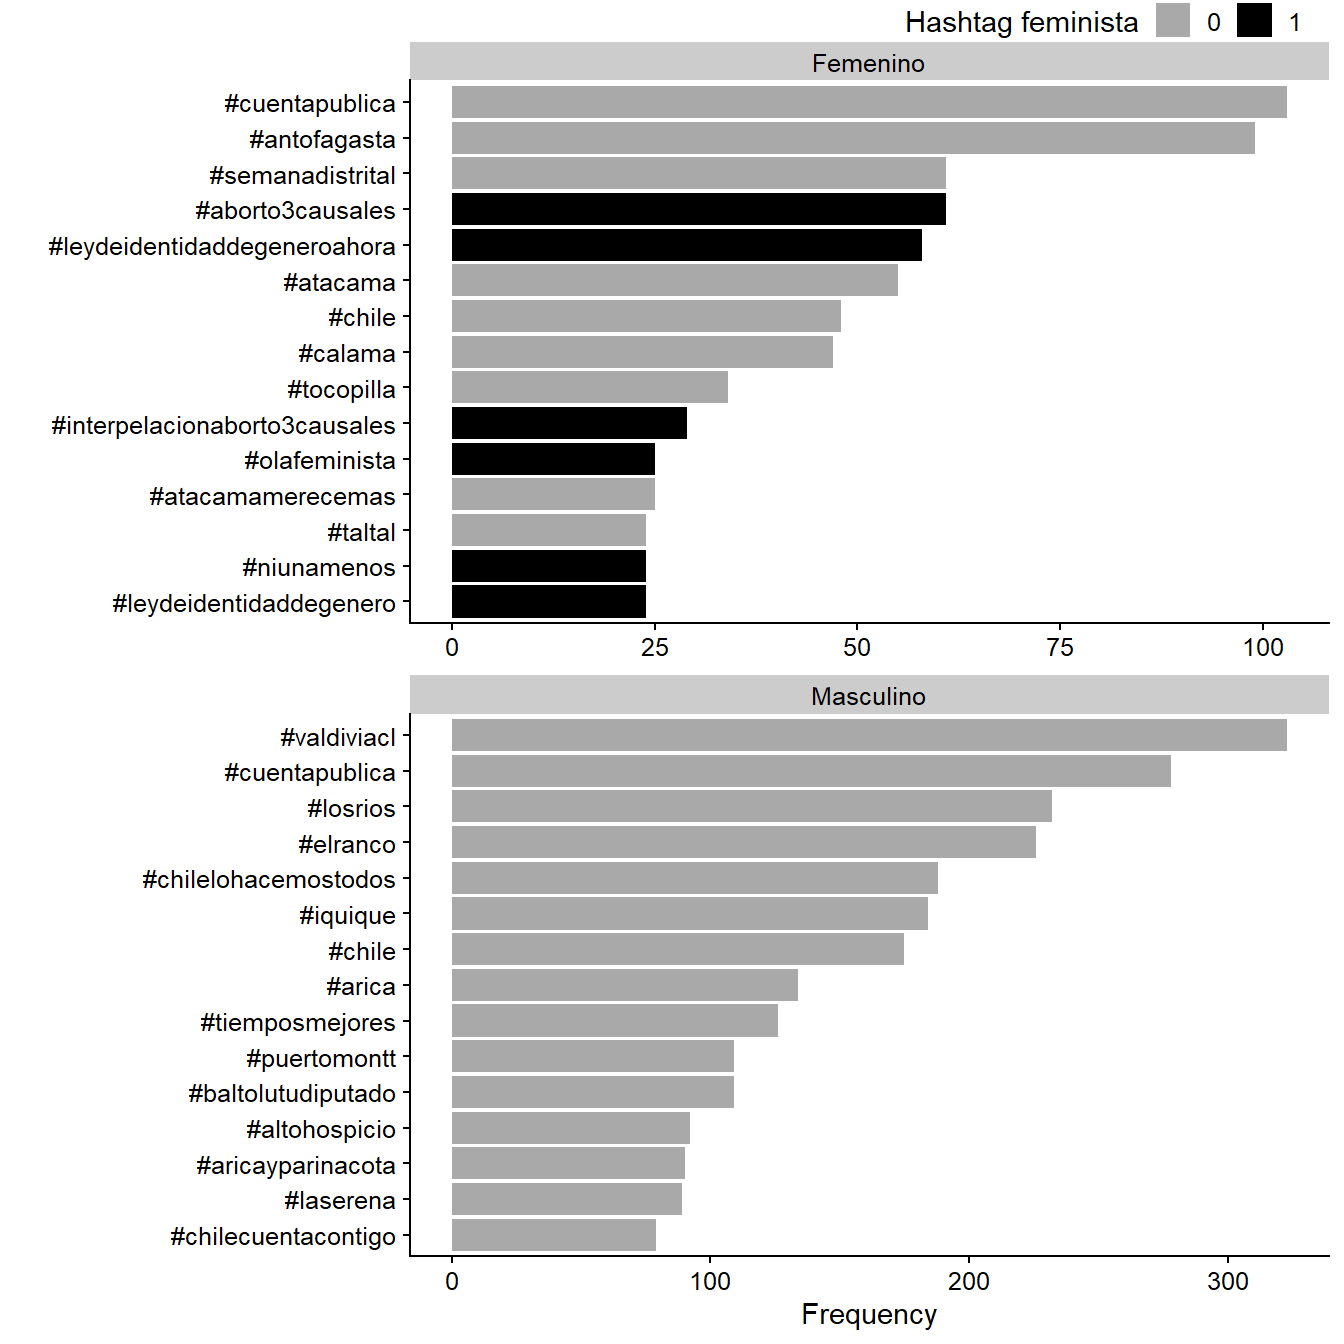 Hashtag feminista 0 1
Femenino
#cuentapublica
#antofagasta
#semanadistrital
#aborto3causales
#leydeidentidaddegeneroahora
#atacama
#chile
#calama
#tocopilla
#interpelacionaborto3causales
#olafeminista
#atacamamerecemas
#taltal
#niunamenos
#leydeidentidaddegenero
0 25 50 75 100
Masculino
#valdiviacl
#cuentapublica
#losrios
#elranco
#chilelohacemostodos
#iquique
#chile
#arica
#tiemposmejores
#puertomontt
#baltolutudiputado
#altohospicio
#aricayparinacota
#laserena
#chilecuentacontigo
0 100 200 300
Frequency